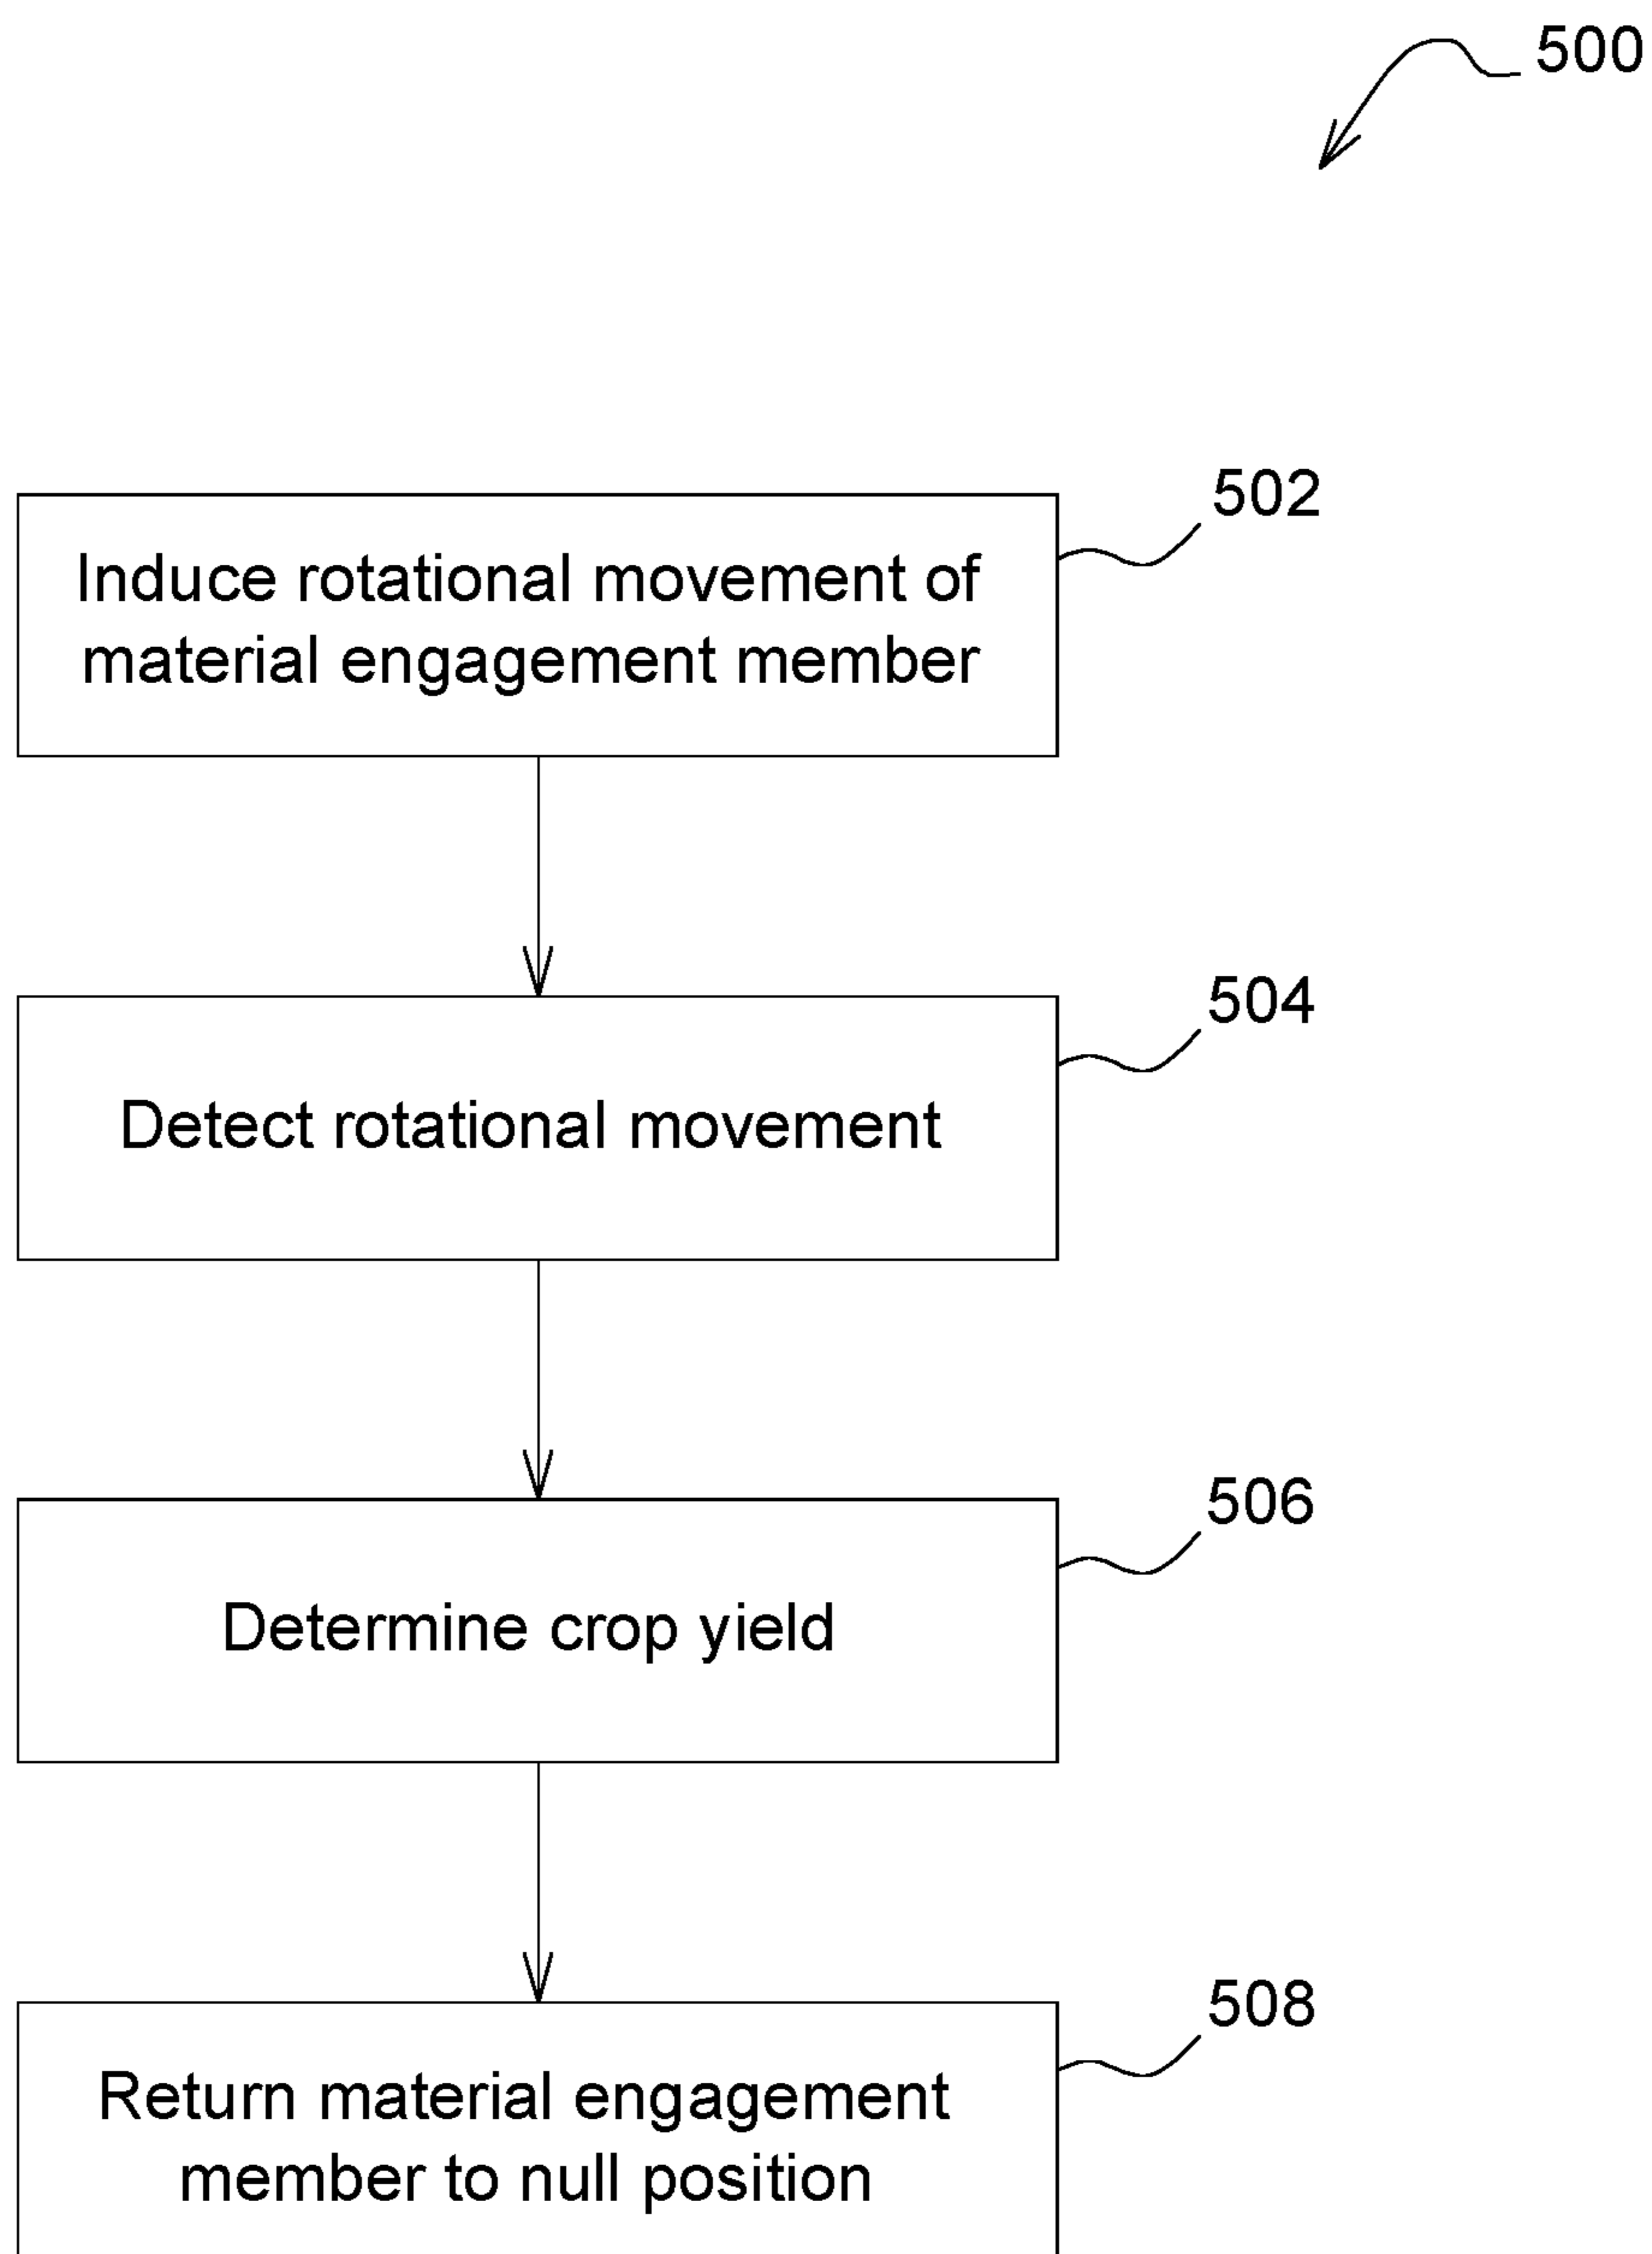 500
502
Induce rotational movement of
material engagement member
504
Detect rotational movement
506
Determine crop yield
508
Return material engagement
member to null position